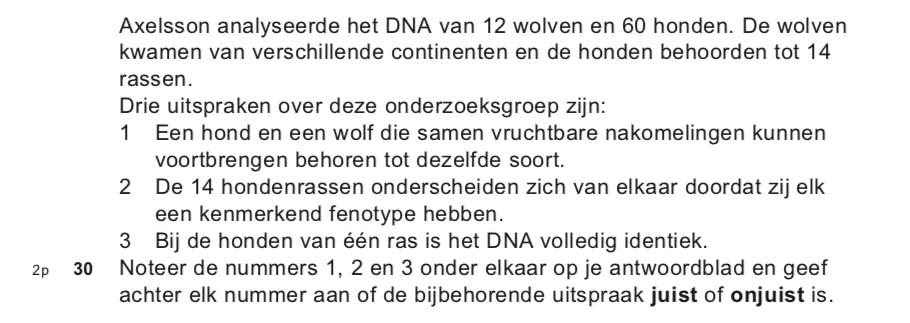 Axelsson analyseerde het DNA van 12 wolven en 60 honden. De wolven
kwamen van verschillende continenten en de honden behoorden tot 14
rassen.
Drie uitspraken over deze onderzoeksgroep zijn:
1 Een hond en een wolf die samen vruchtbare nakomelingen kunnen
voortbrengen behoren tot dezelfde soort.
2 De 14 hondenrassen onderscheiden zich van elkaar doordat zij elk
een kenmerkend fenotype hebben.
3 Bij de honden van één ras is het DNA volledig identiek.
2p 30 Noteer de nummers 1, 2 en 3 onder elkaar op je antwoordblad en geef
achter elk nummer aan of de bijbehorende uitspraak juist of onjuist is.